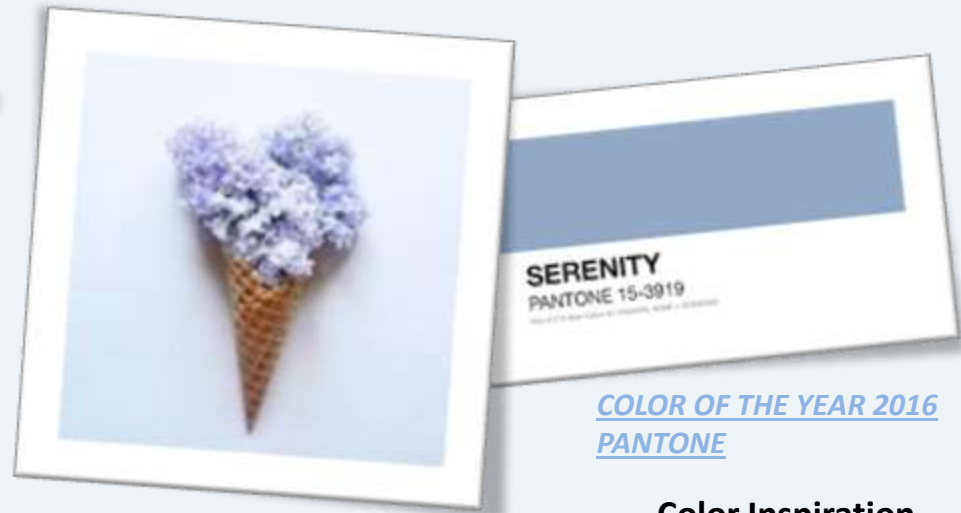 SERENITY
PANTONE 15-3919
COLOR OF THE YEAR 2016
PANTONE
Color Inspiration